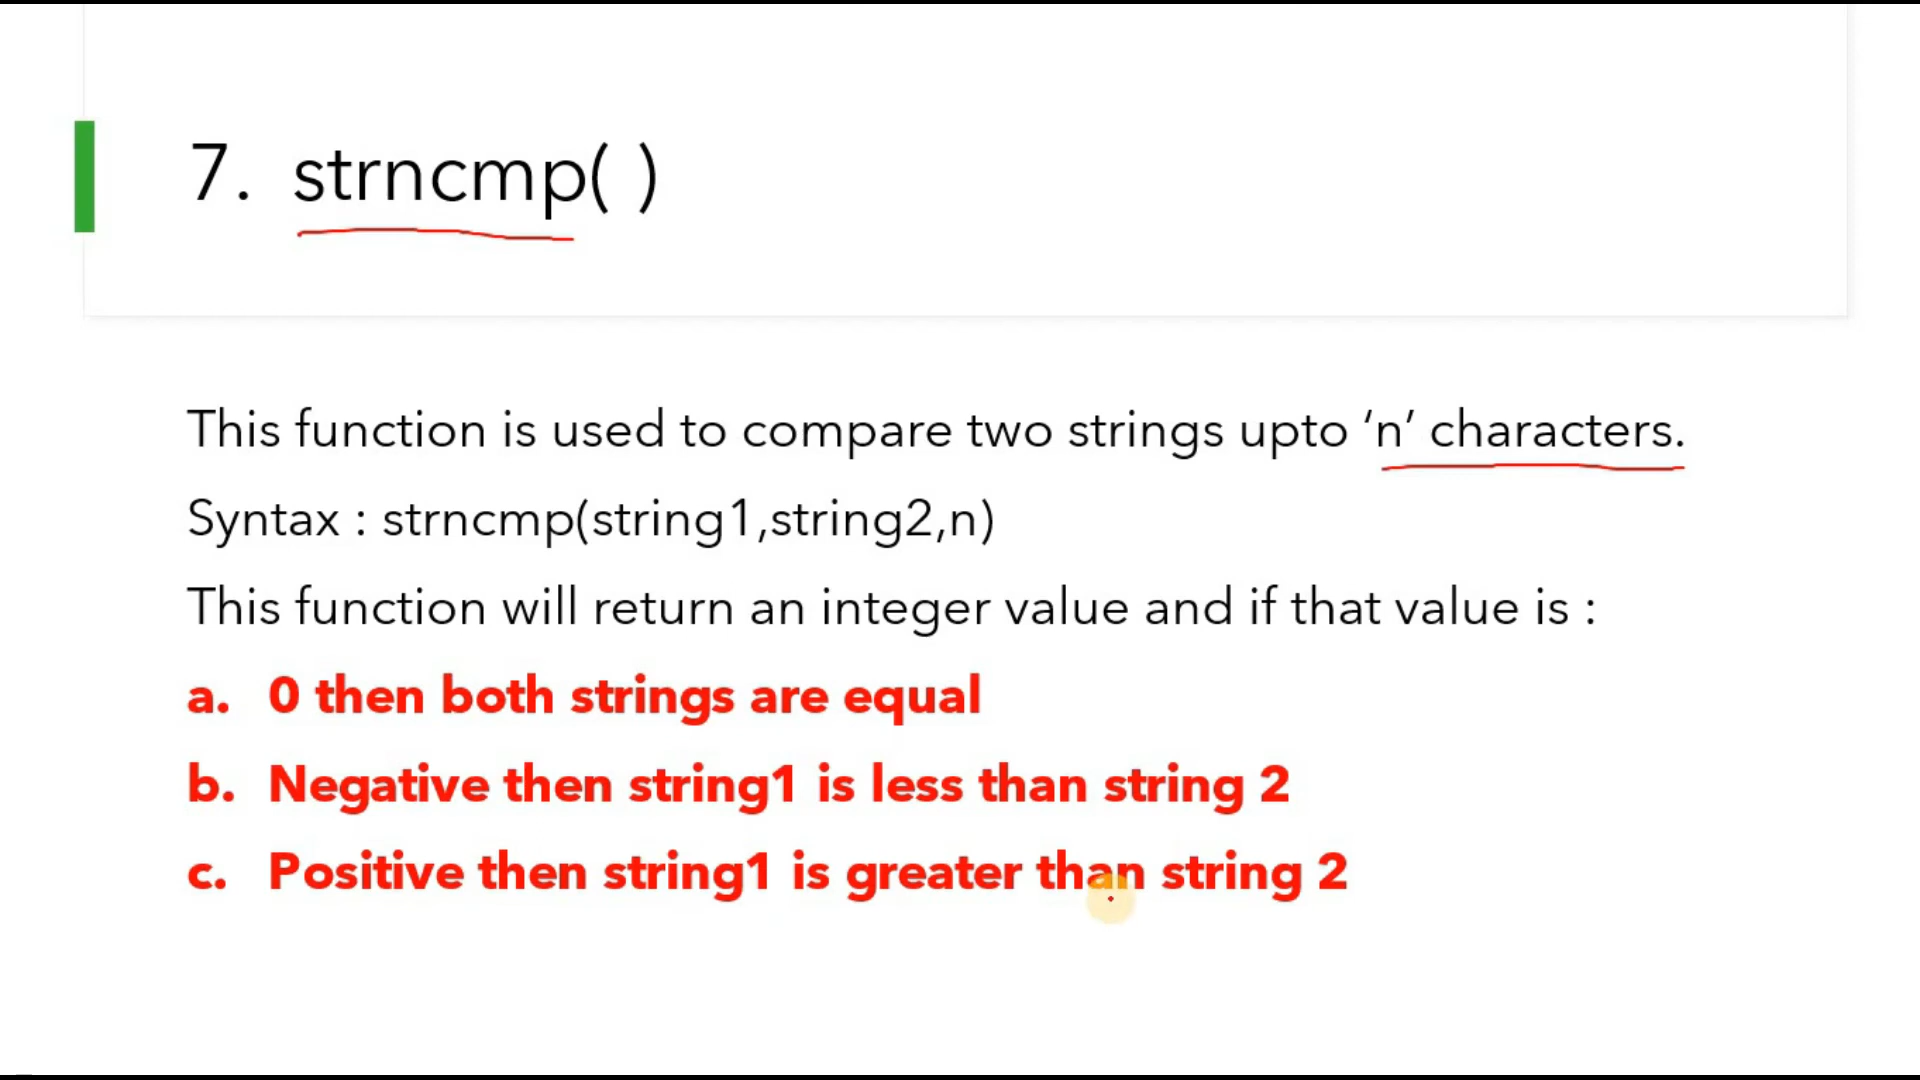 7. strncmp( )
This function is used to compare two strings upto ‘n’ characters.
Syntax : strncmp(string1,string2,n)
This function will return an integer value and if that value is :
a. 0 then both strings are equal
b. Negative then string1 is less than string 2
c. Positive then string1 is greater than string 2